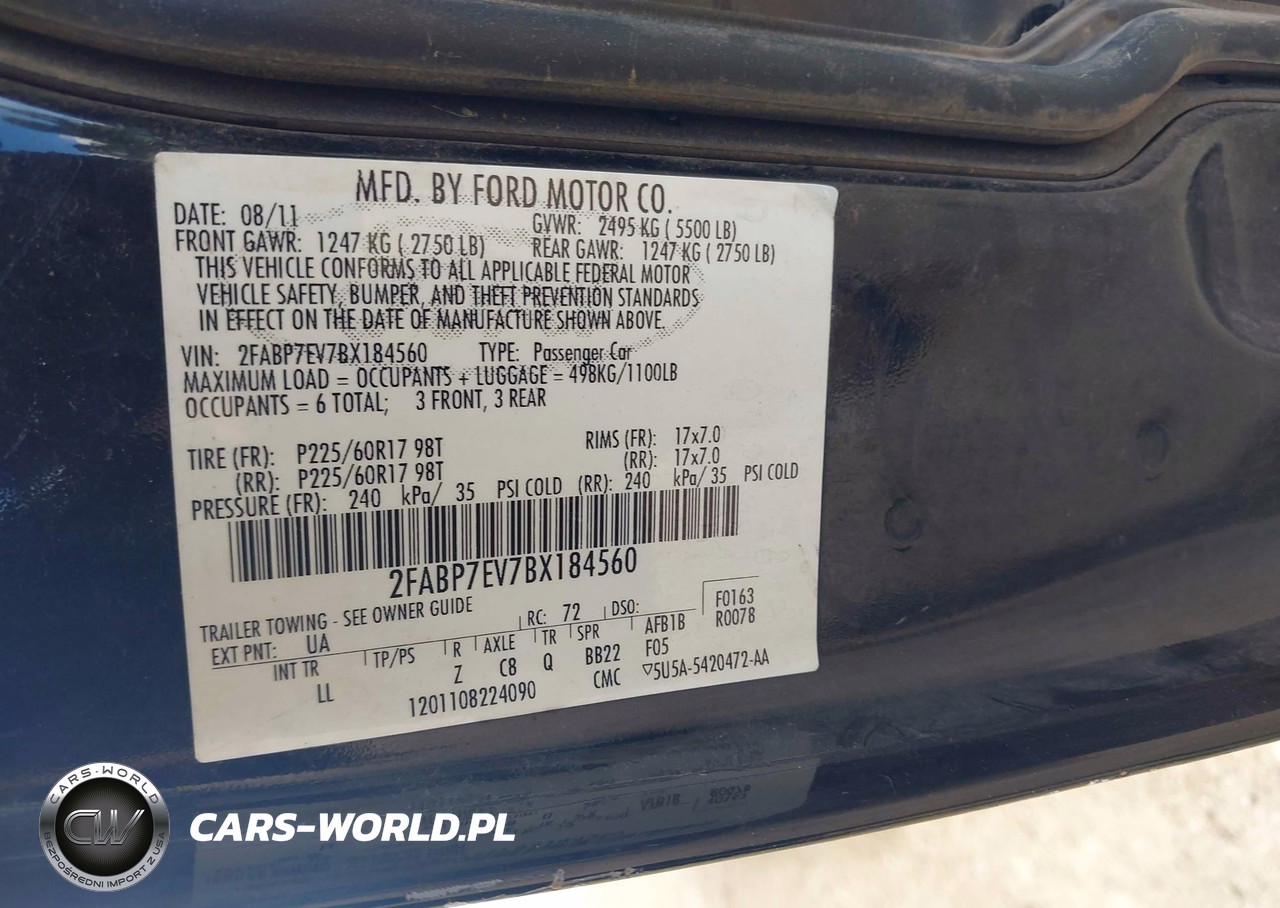 MFD. BY FORD MOTOR CO.
DATE: 08/11 GVWR: 2495 KG ( 5500 LB)
FRONT GAWR: 1247 KG ( 2750 LB) REAR GAWR: 1247 KG ( 2750 LB)
THIS VEHICLE CONFORMS TO ALL APPLICABLE FEDERAL MOTOR
VEHICLE SAFETY, BUMPER, AND THEFT PREVENTION STANDARDS
IN EFFECT ON THE DATE OF MANUFACTURE SHOWN ABOVE.
VIN: 2FABP7EV7BX184560 TYPE: Passenger Car
MAXIMUM LOAD = OCCUPANTS + LUGGAGE = 498KG/1100LB
OCCUPANTS = 6 TOTAL; 3 FRONT, 3 REAR
TIRE (FR): P225/60R17 98T RIMS (FR): 17x7.0
(RR): P225/60R17 98T (RR): 17x7.0
PRESSURE (FR): 240 kPa/ 35 PSI COLD (RR): 240 kPa/ 35 PSI COLD
2FABP7EV7BX184560
TRAILER TOWING - SEE OWNER GUIDE
EXT PNT: UA RC: 72 DSO: F0163
INT TR TP/PS R AXLE TR SPR AFB1B R0078
LL Z C8 Q BB22 F05
1201108224090 CMC ▽5U5A-5420472-AA
CARS-WORLD
CW
BEZPOŚREDNI IMPORT Z USA
CARS-WORLD.PL